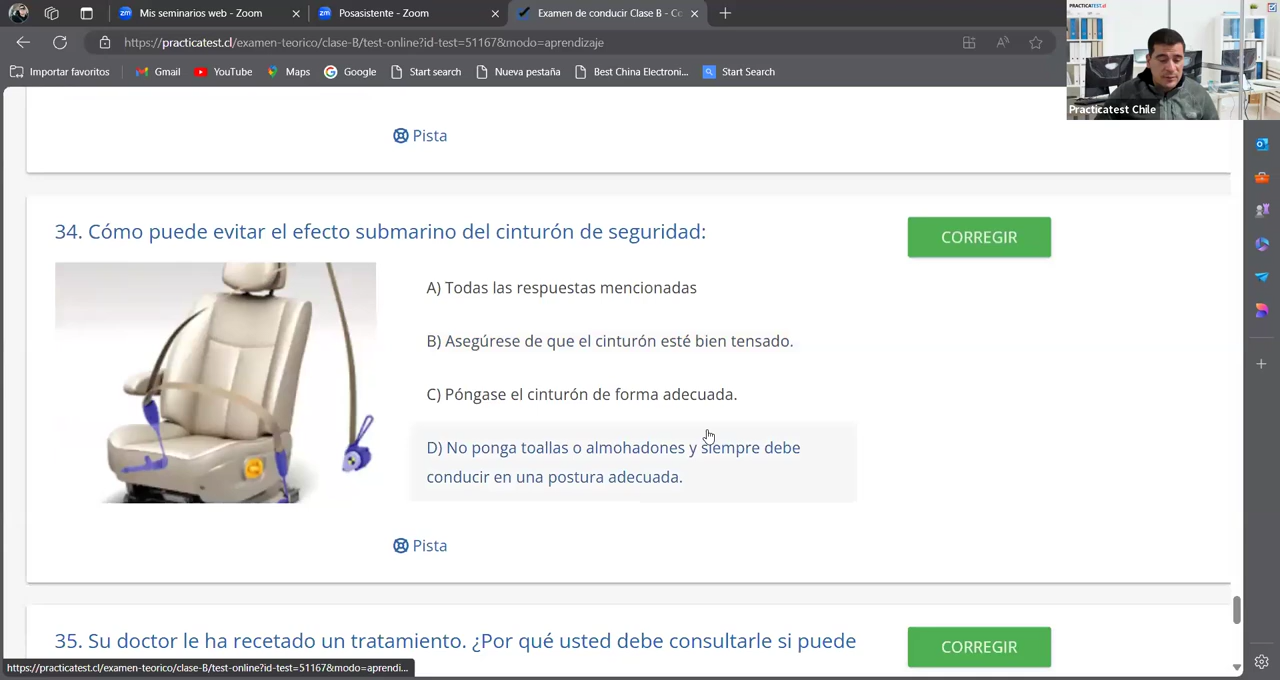 Mis seminarios web - Zoom
Posasistente - Zoom
Examen de conducir Clase B - Co
https://practicatest.cl/examen-teorico/clase-B/test-online?id-test=51167&modo=aprendizaje
Importar favoritos
Gmail
YouTube
Maps
Google
Start search
Nueva pestaña
Best China Electroni...
Start Search
PRACTICATEST.cl
Practicatest Chile
Pista
34. Cómo puede evitar el efecto submarino del cinturón de seguridad:
CORREGIR
A) Todas las respuestas mencionadas
B) Asegúrese de que el cinturón esté bien tensado.
C) Póngase el cinturón de forma adecuada.
D) No ponga toallas o almohadones y siempre debe
conducir en una postura adecuada.
Pista
35. Su doctor le ha recetado un tratamiento. ¿Por qué usted debe consultarle si puede
CORREGIR
https://practicatest.cl/examen-teorico/clase-B/test-online?id-test=51167&modo=aprendi...